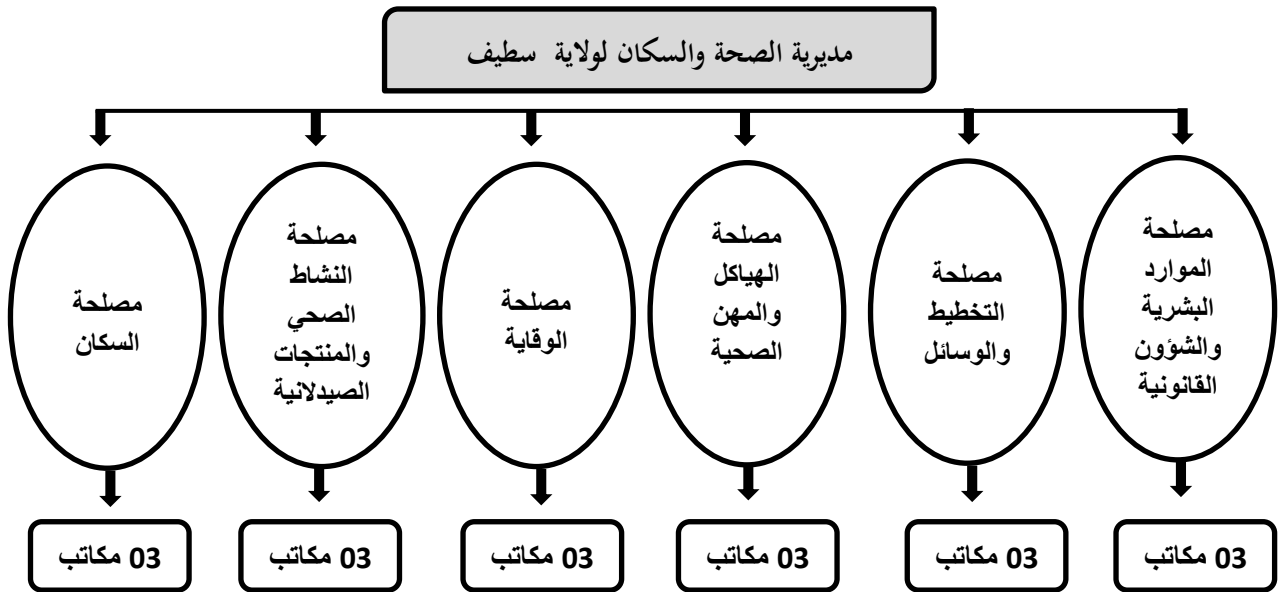 مديرية الصحة والسكان لولاية سطيف
مصلحة
الموارد
البشرية
والشؤون
القانونية
مصلحة
التخطيط
والوسائل
مصلحة
الهياكل
والمهن
الصحية
مصلحة
الوقاية
مصلحة
النشاط
الصحي
والمنتجات
الصيدلانية
مصلحة
السكان
03 مكاتب
03 مكاتب
03 مكاتب
03 مكاتب
03 مكاتب
03 مكاتب